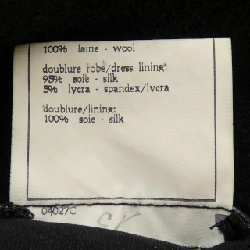 100% laine - wool
doublure robe/dress lining:
95% soie - silk
5% lycra - spandex/lycra
doublure/lining:
100% soie - silk
04027C